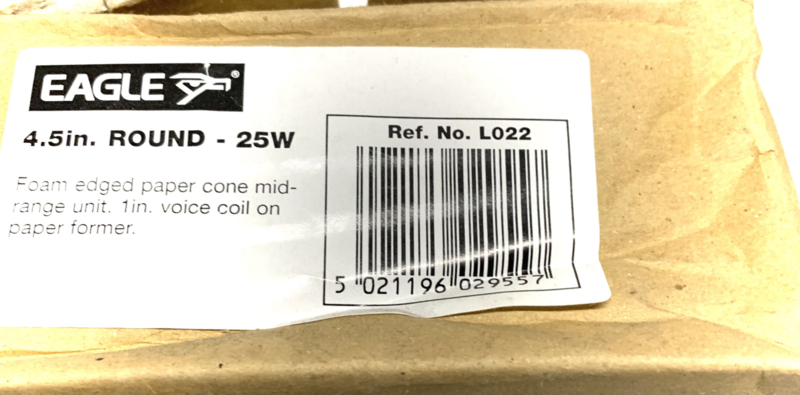 EAGLE®
4.5in. ROUND - 25W
Foam edged paper cone mid-
range unit. 1in. voice coil on
paper former.
Ref. No. L022
5 021196 029557